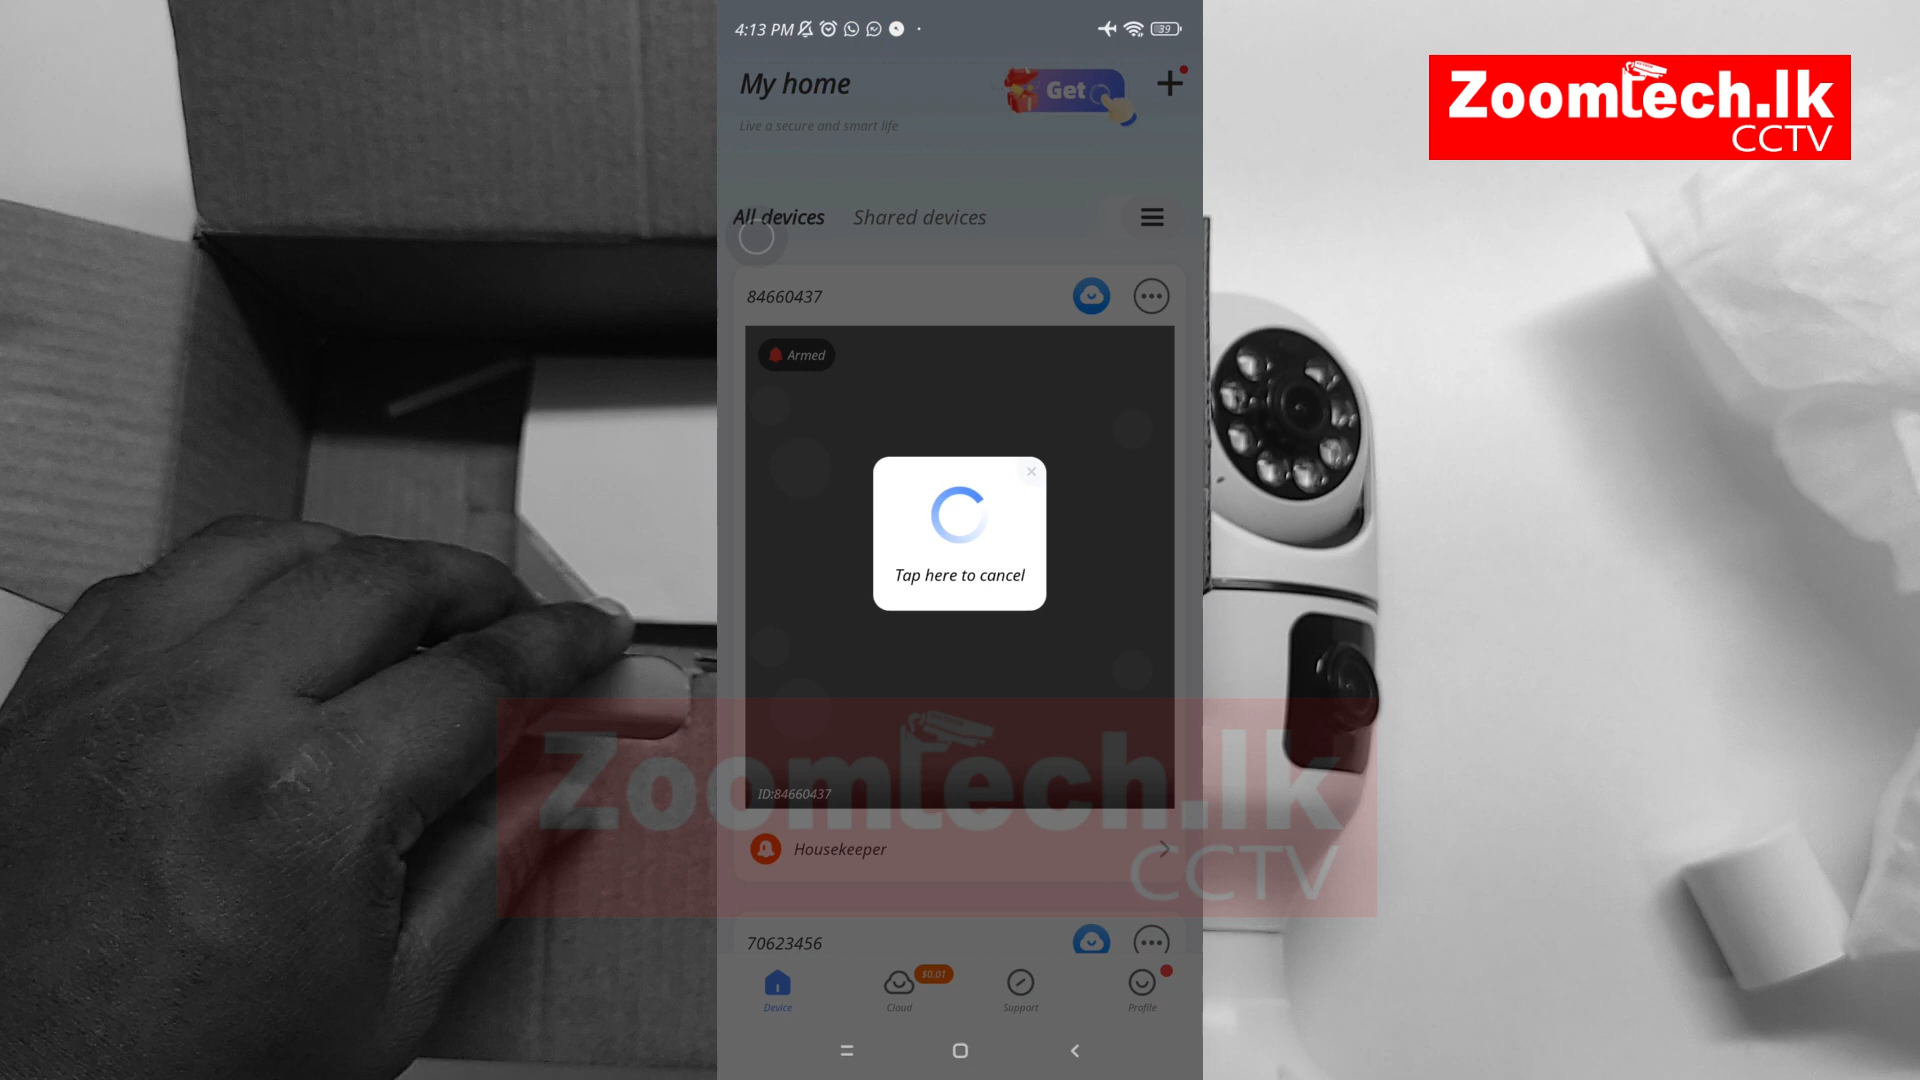 4:13 PM
39
My home
Get
Live a secure and smart life
All devices
Shared devices
84660437
Armed
Tap here to cancel
ID:84660437
Housekeeper
70623456
Device
Cloud
$0.01
Support
Profile
Zoomtech.lk
CCTV
Zoomtech.lk
CCTV